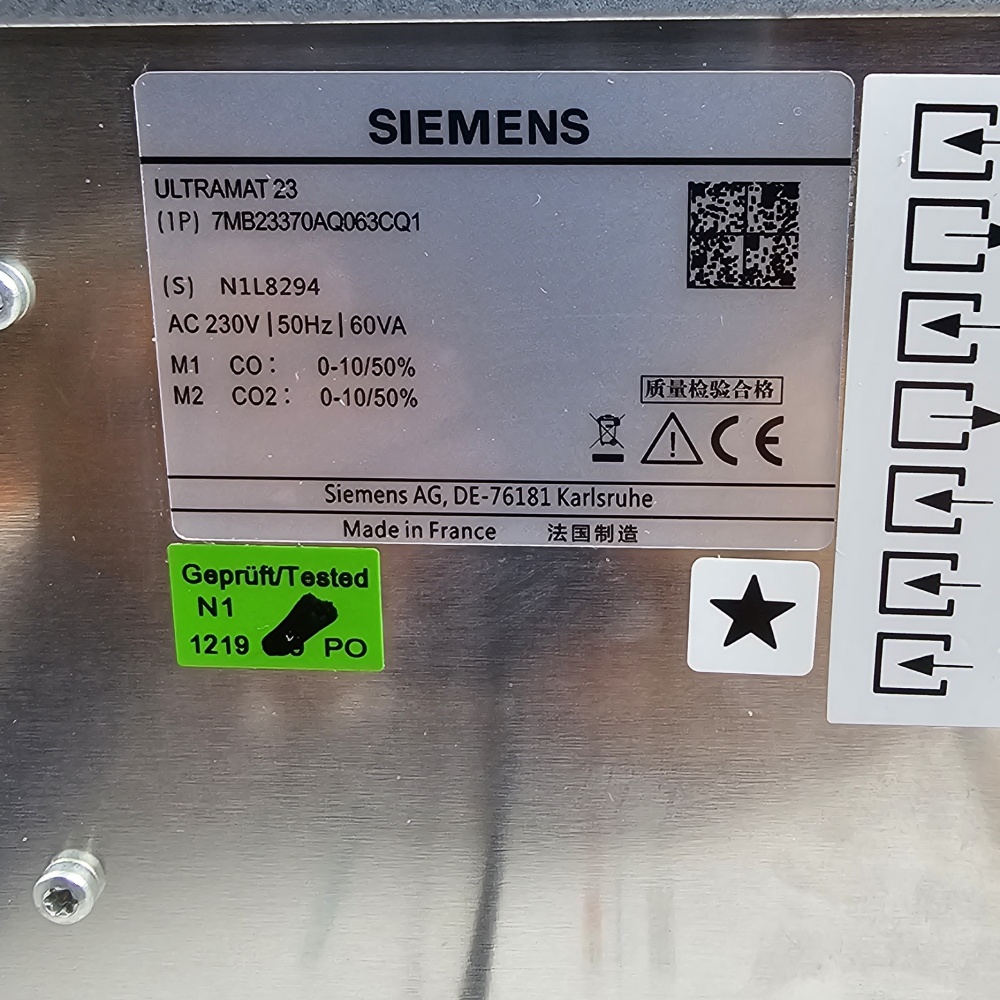 SIEMENS
ULTRAMAT 23
(1P) 7MB23370AQ063CQ1
(S) N1L8294
AC 230V | 50Hz | 60VA
M1 CO : 0-10/50%
M2 CO2 : 0-10/50%
质量检验合格
CE
Siemens AG, DE-76181 Karlsruhe
Made in France 法国制造
Geprüft/Tested
N1
1219 PO